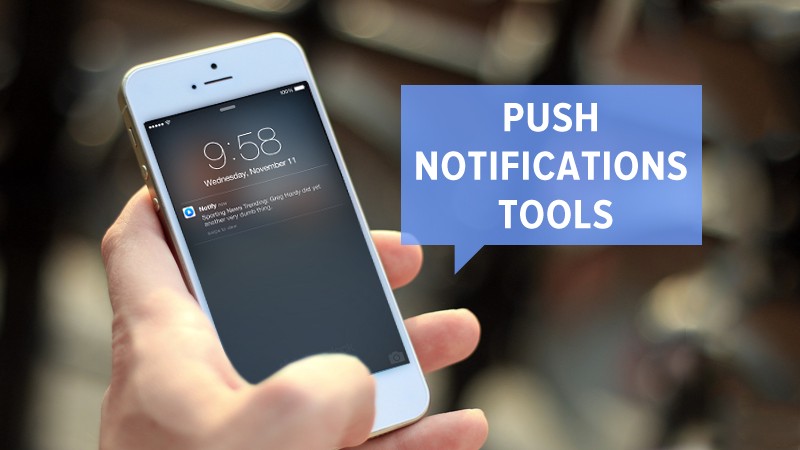 100%
9:58
Wednesday, November 11
Notify now
Sporting News Trending: Greg Hardy did yet
another very dumb thing.
PUSH
NOTIFICATIONS
TOOLS